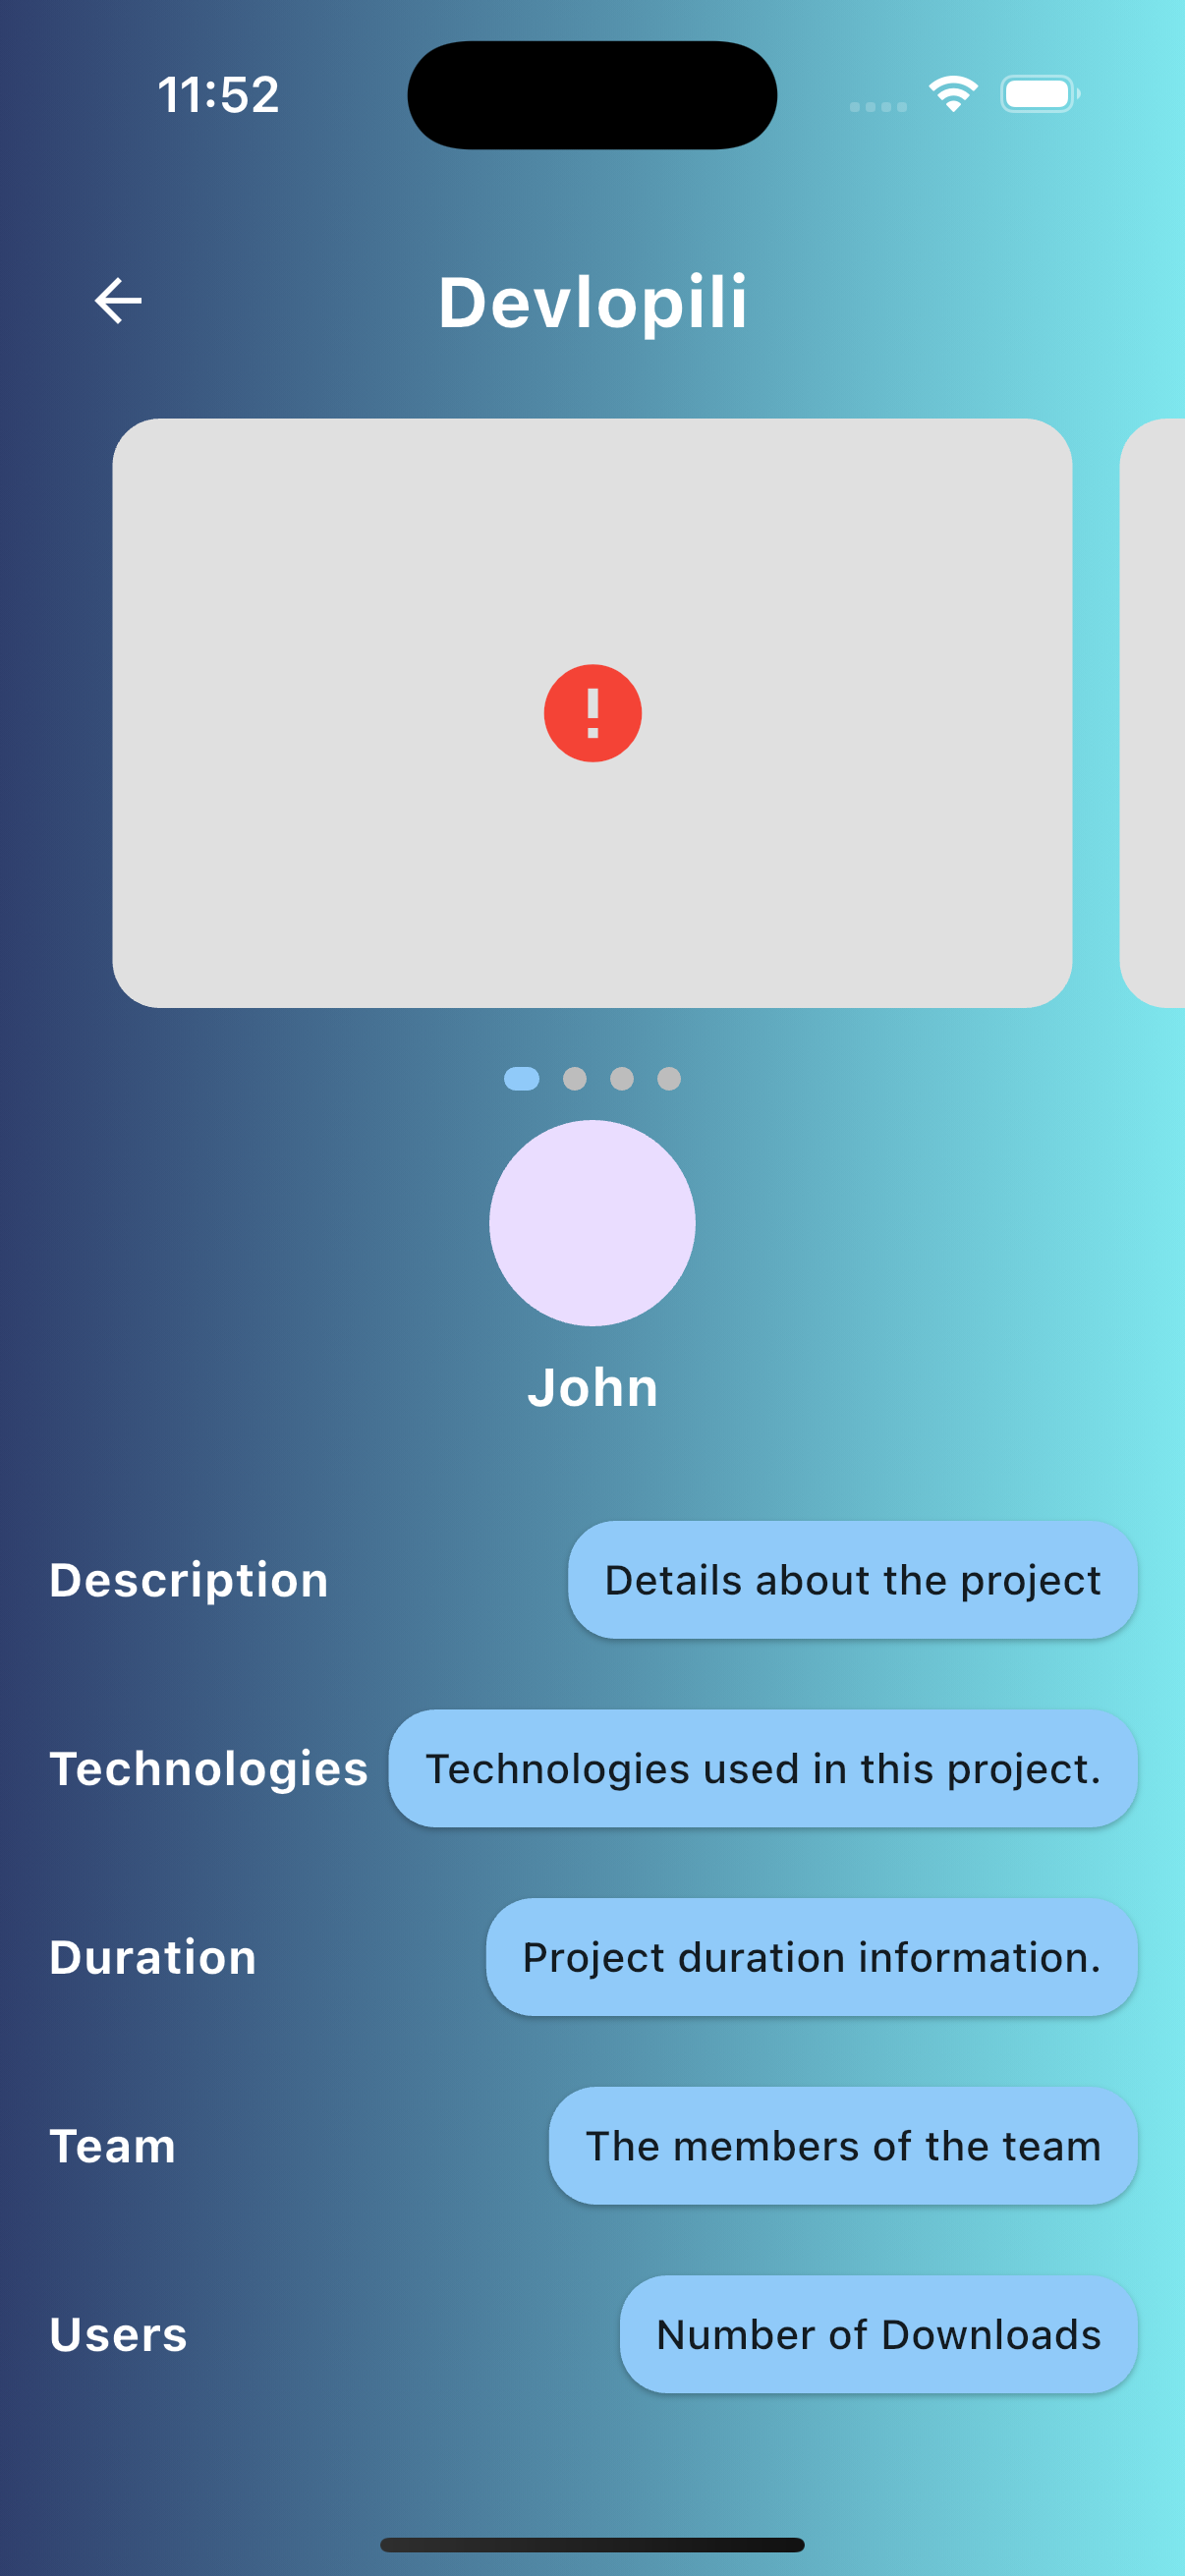 11:52
Devlopili
John
Description
Details about the project
Technologies
Technologies used in this project.
Duration
Project duration information.
Team
The members of the team
Users
Number of Downloads